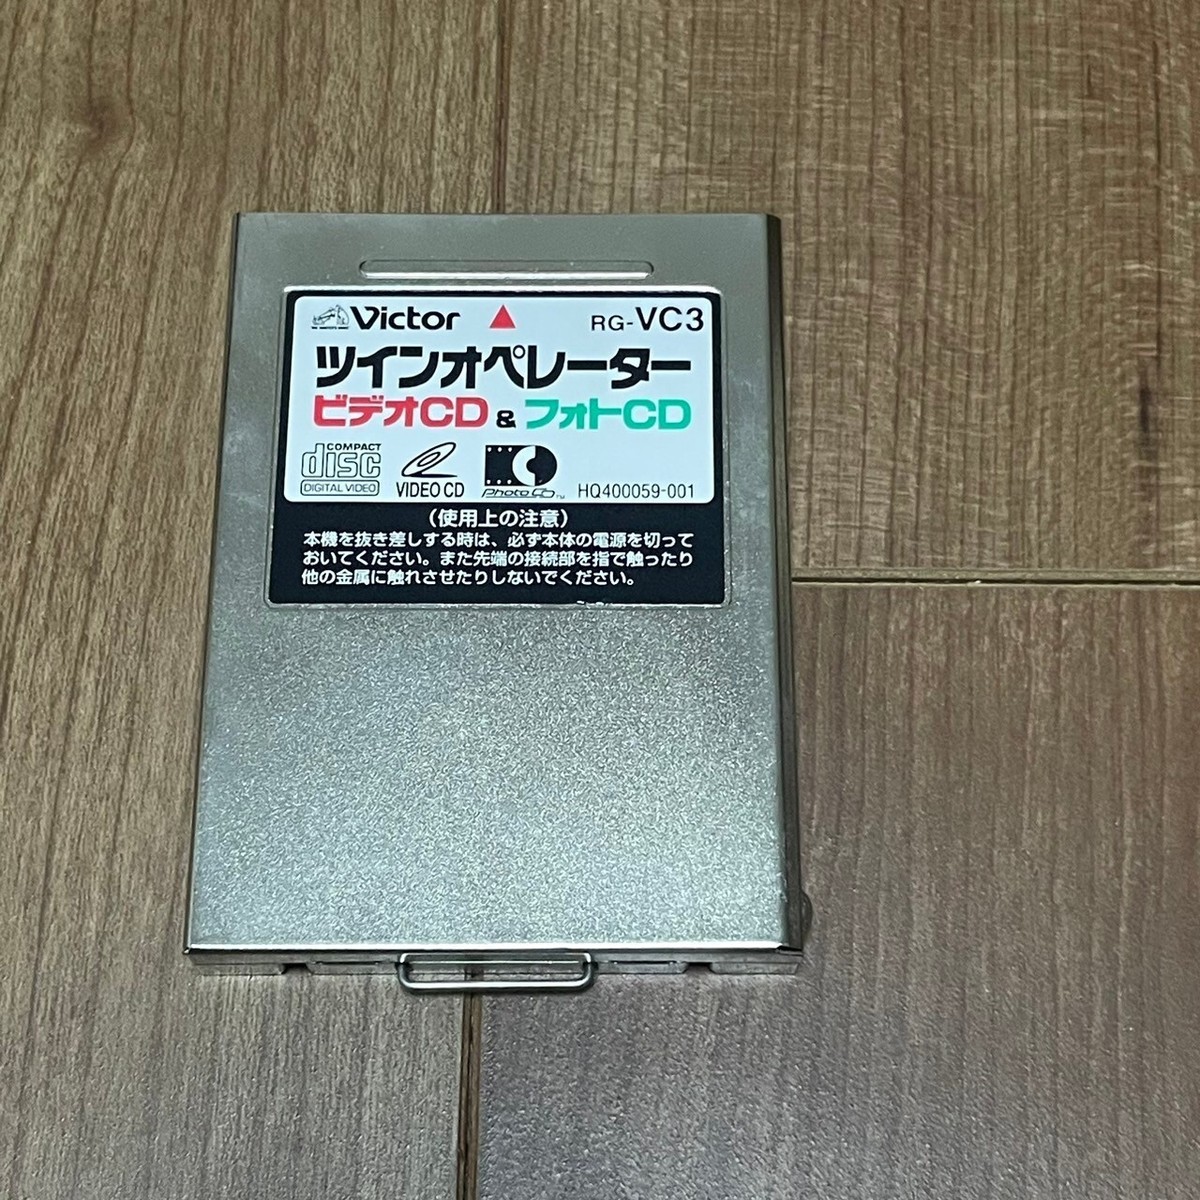 Victor RG-VC3
ツインオペレーター
ビデオCD & フォトCD
COMPACT
disc
DIGITAL VIDEO
VIDEO CD
Photo CD™
HQ400059-001
(使用上の注意)
本機を抜き差しする時は、必ず本体の電源を切って
おいてください。また先端の接続部を指で触ったり
他の金属に触れさせたりしないでください。